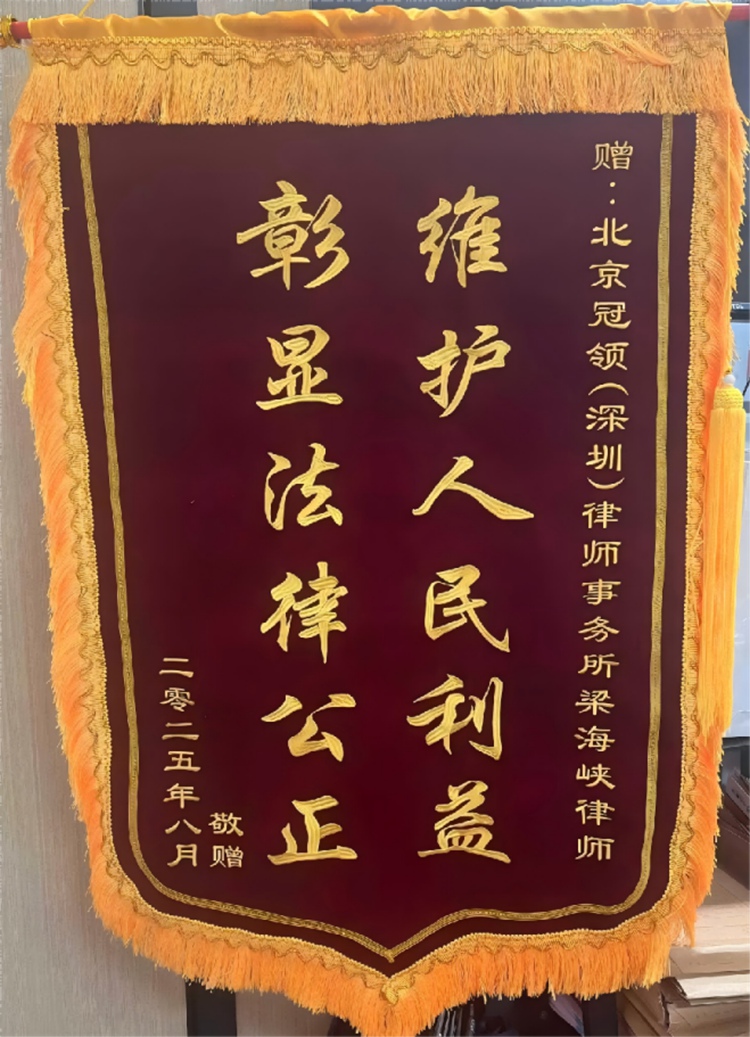 赠：北京冠领（深圳）律师事务所梁海峡律师
维护人民利益
彰显法律公正
敬赠
二零二五年八月